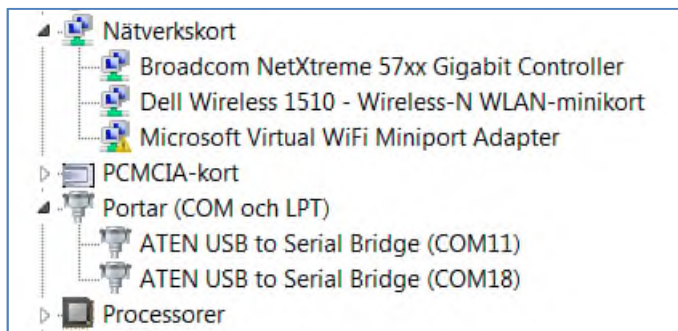 Nätverkskort
Broadcom NetXtreme 57xx Gigabit Controller
Dell Wireless 1510 - Wireless-N WLAN-minikort
Microsoft Virtual WiFi Miniport Adapter
PCMCIA-kort
Portar (COM och LPT)
ATEN USB to Serial Bridge (COM11)
ATEN USB to Serial Bridge (COM18)
Processorer